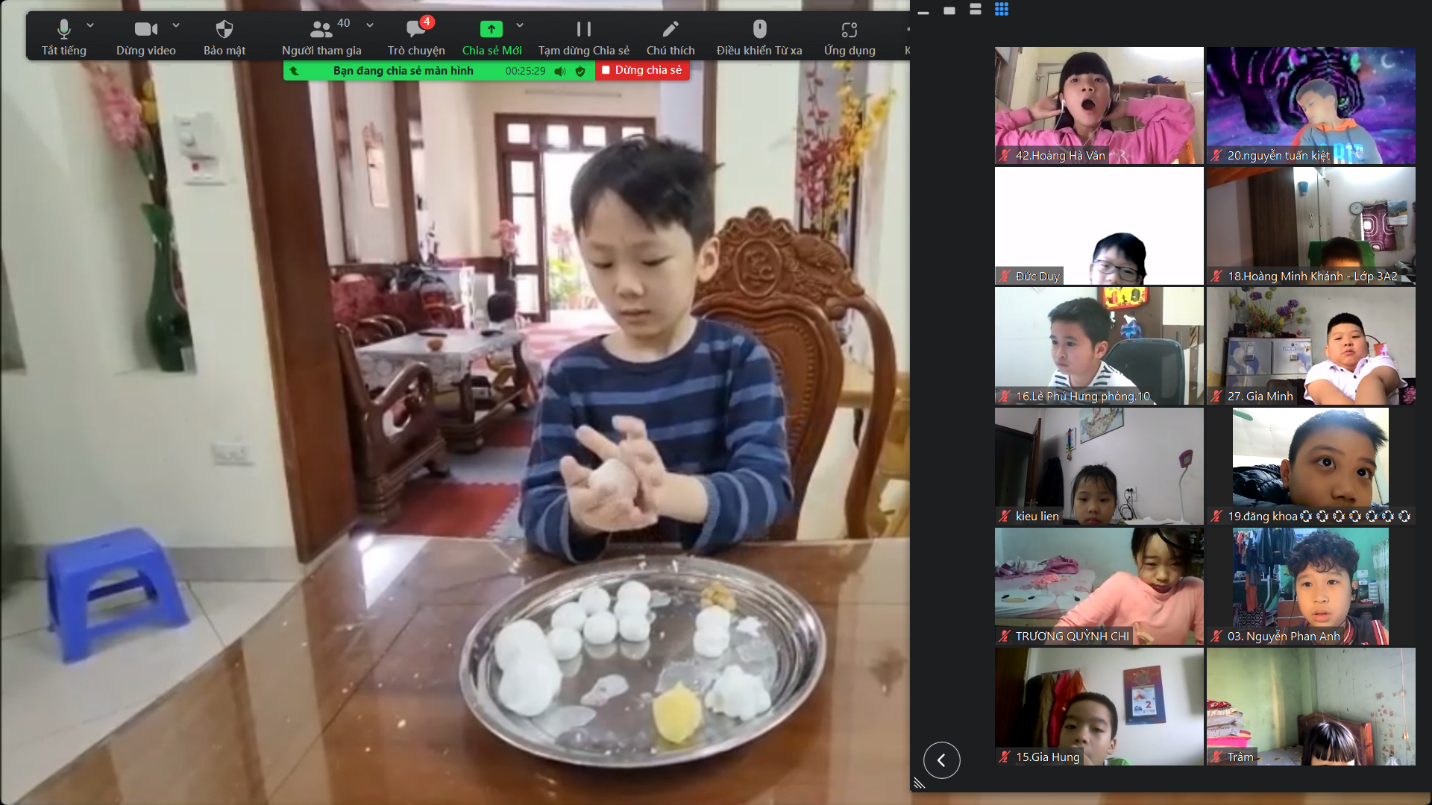 40
4
Tắt tiếng
Dừng video
Bảo mật
Người tham gia
Trò chuyện
Chia sẻ Mới
Tạm dừng Chia sẻ
Chú thích
Điều khiển Từ xa
Ứng dụng
Bạn đang chia sẻ màn hình
00:25:29
Dừng chia sẻ
42.Hoàng Hà Vân
20.nguyễn tuấn kiệt
Đức Duy
18.Hoàng Minh Khánh - Lớp 3A2
16.Lê Phú Hưng phòng.10
27. Gia Minh
kieu lien
19.đăng khoa
TRƯƠNG QUỲNH CHI
03. Nguyễn Phan Anh
15.Gia Hung
Trâm
2